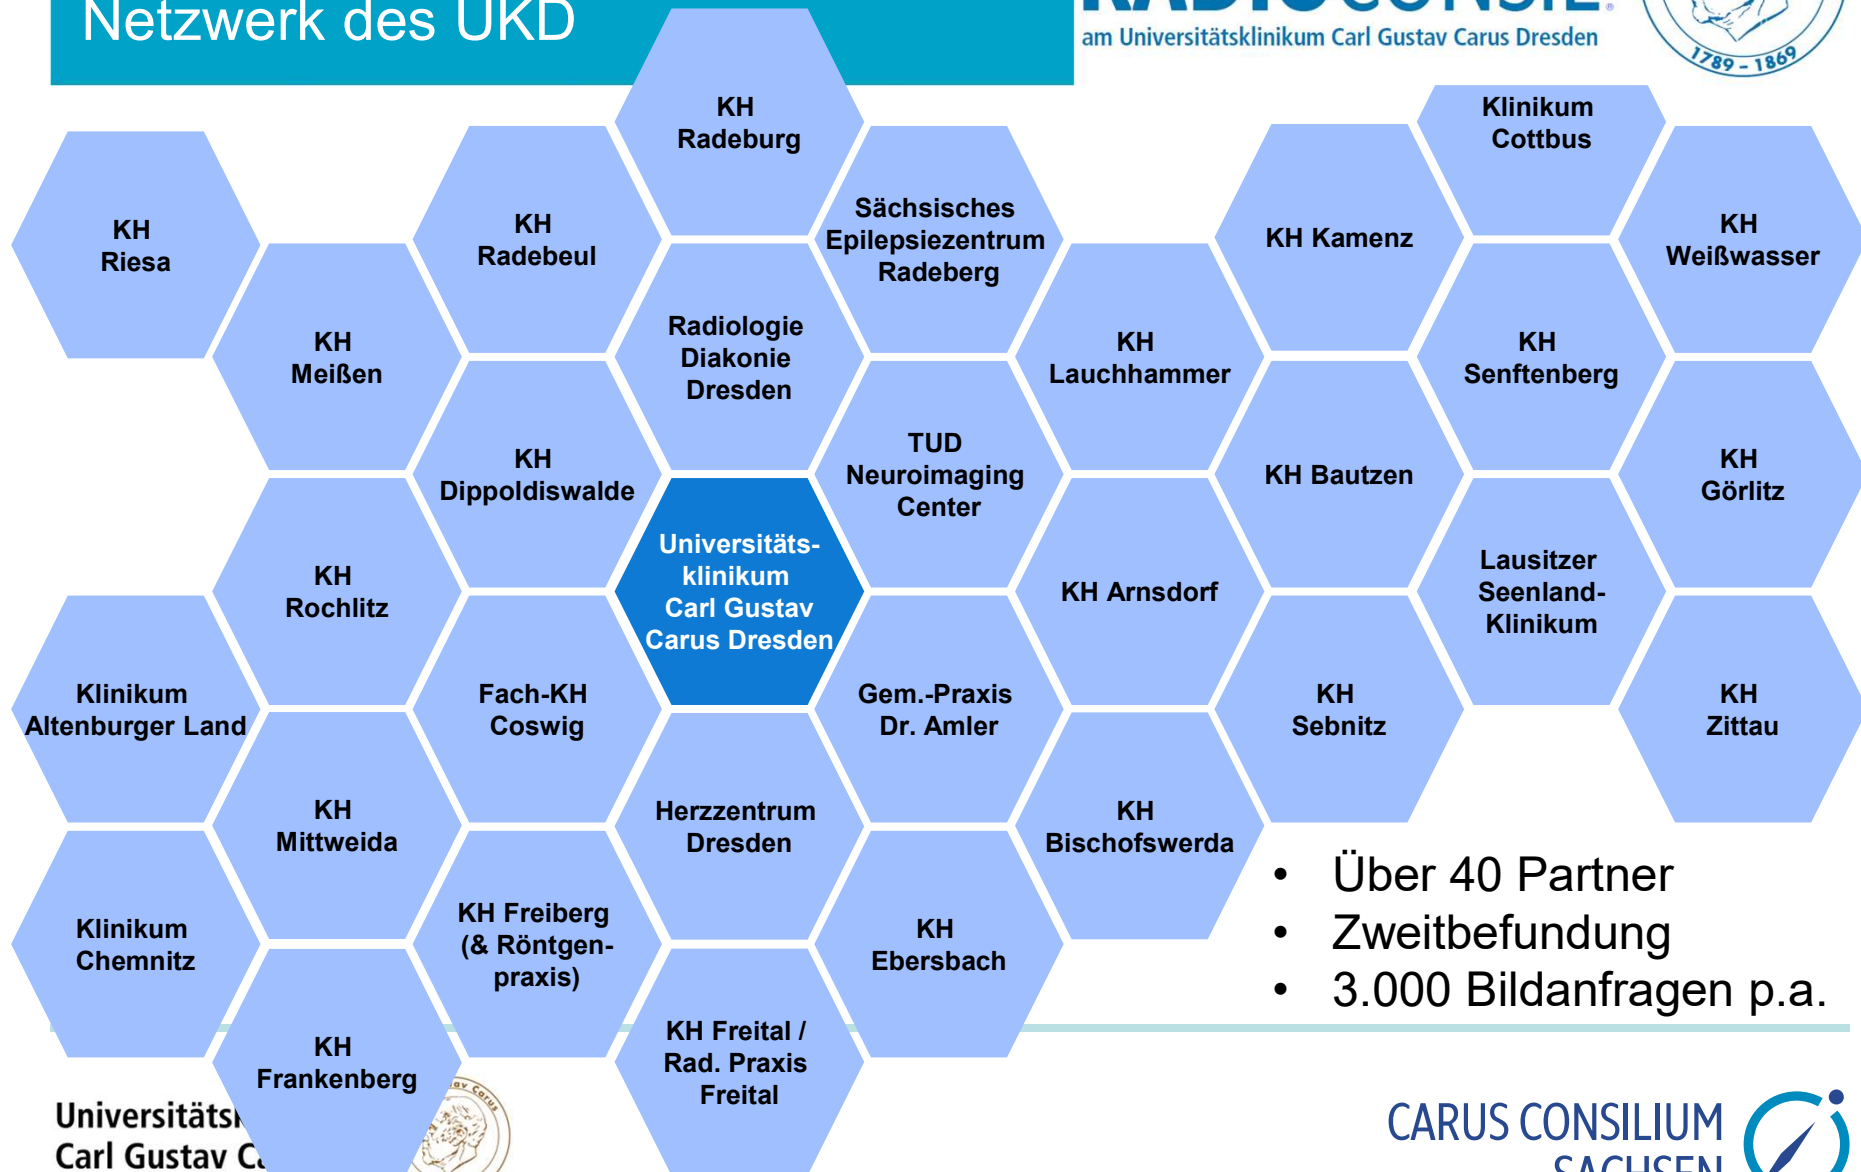 Netzwerk des UKD
RADIOCONSIL®
am Universitätsklinikum Carl Gustav Carus Dresden
1789 – 1869
KH
Radeburg
Klinikum
Cottbus
KH
Riesa
KH
Radebeul
Sächsisches
Epilepsiezentrum
Radeberg
KH Kamenz
KH
Weißwasser
KH
Meißen
Radiologie
Diakonie
Dresden
KH
Lauchhammer
KH
Senftenberg
KH
Dippoldiswalde
TUD
Neuroimaging
Center
KH Bautzen
KH
Görlitz
KH
Rochlitz
Universitäts-
klinikum
Carl Gustav
Carus Dresden
KH Arnsdorf
Lausitzer
Seenland-
Klinikum
Klinikum
Altenburger Land
Fach-KH
Coswig
Gem.-Praxis
Dr. Amler
KH
Sebnitz
KH
Zittau
KH
Mittweida
Herzzentrum
Dresden
KH
Bischofswerda
Klinikum
Chemnitz
KH Freiberg
(& Röntgen-
praxis)
KH
Ebersbach
• Über 40 Partner
• Zweitbefundung
• 3.000 Bildanfragen p.a.
KH
Frankenberg
KH Freital /
Rad. Praxis
Freital
Universitäts
Carl Gustav
CARUS CONSILIUM
SACHSEN